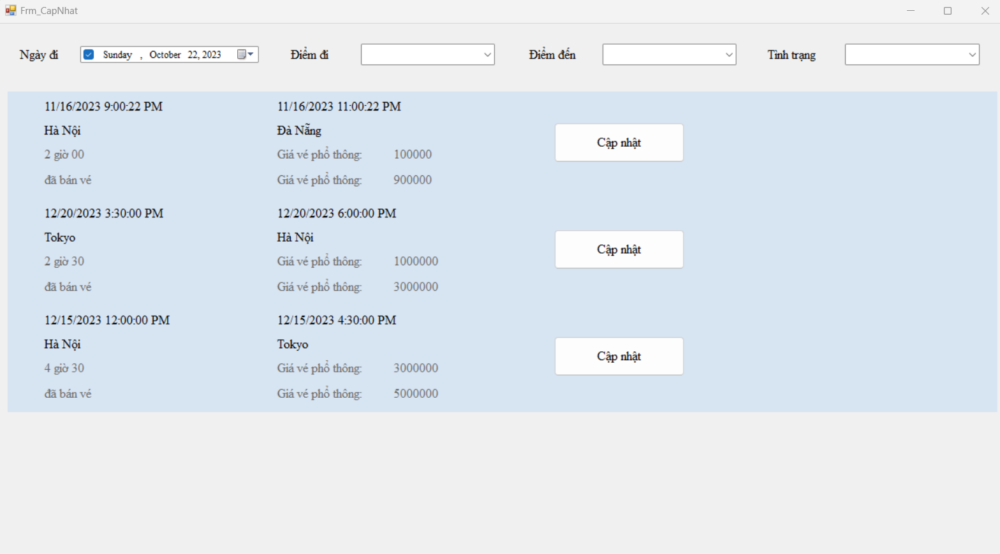 Frm_CapNhat
Ngày đi Sunday , October 22, 2023 Điểm đi Điểm đến Tình trạng
11/16/2023 9:00:22 PM 11/16/2023 11:00:22 PM
Hà Nội Đà Nẵng
Cập nhật
2 giờ 00 Giá vé phổ thông: 100000
đã bán vé Giá vé phổ thông: 900000
12/20/2023 3:30:00 PM 12/20/2023 6:00:00 PM
Tokyo Hà Nội
Cập nhật
2 giờ 30 Giá vé phổ thông: 1000000
đã bán vé Giá vé phổ thông: 3000000
12/15/2023 12:00:00 PM 12/15/2023 4:30:00 PM
Hà Nội Tokyo
Cập nhật
4 giờ 30 Giá vé phổ thông: 3000000
đã bán vé Giá vé phổ thông: 5000000